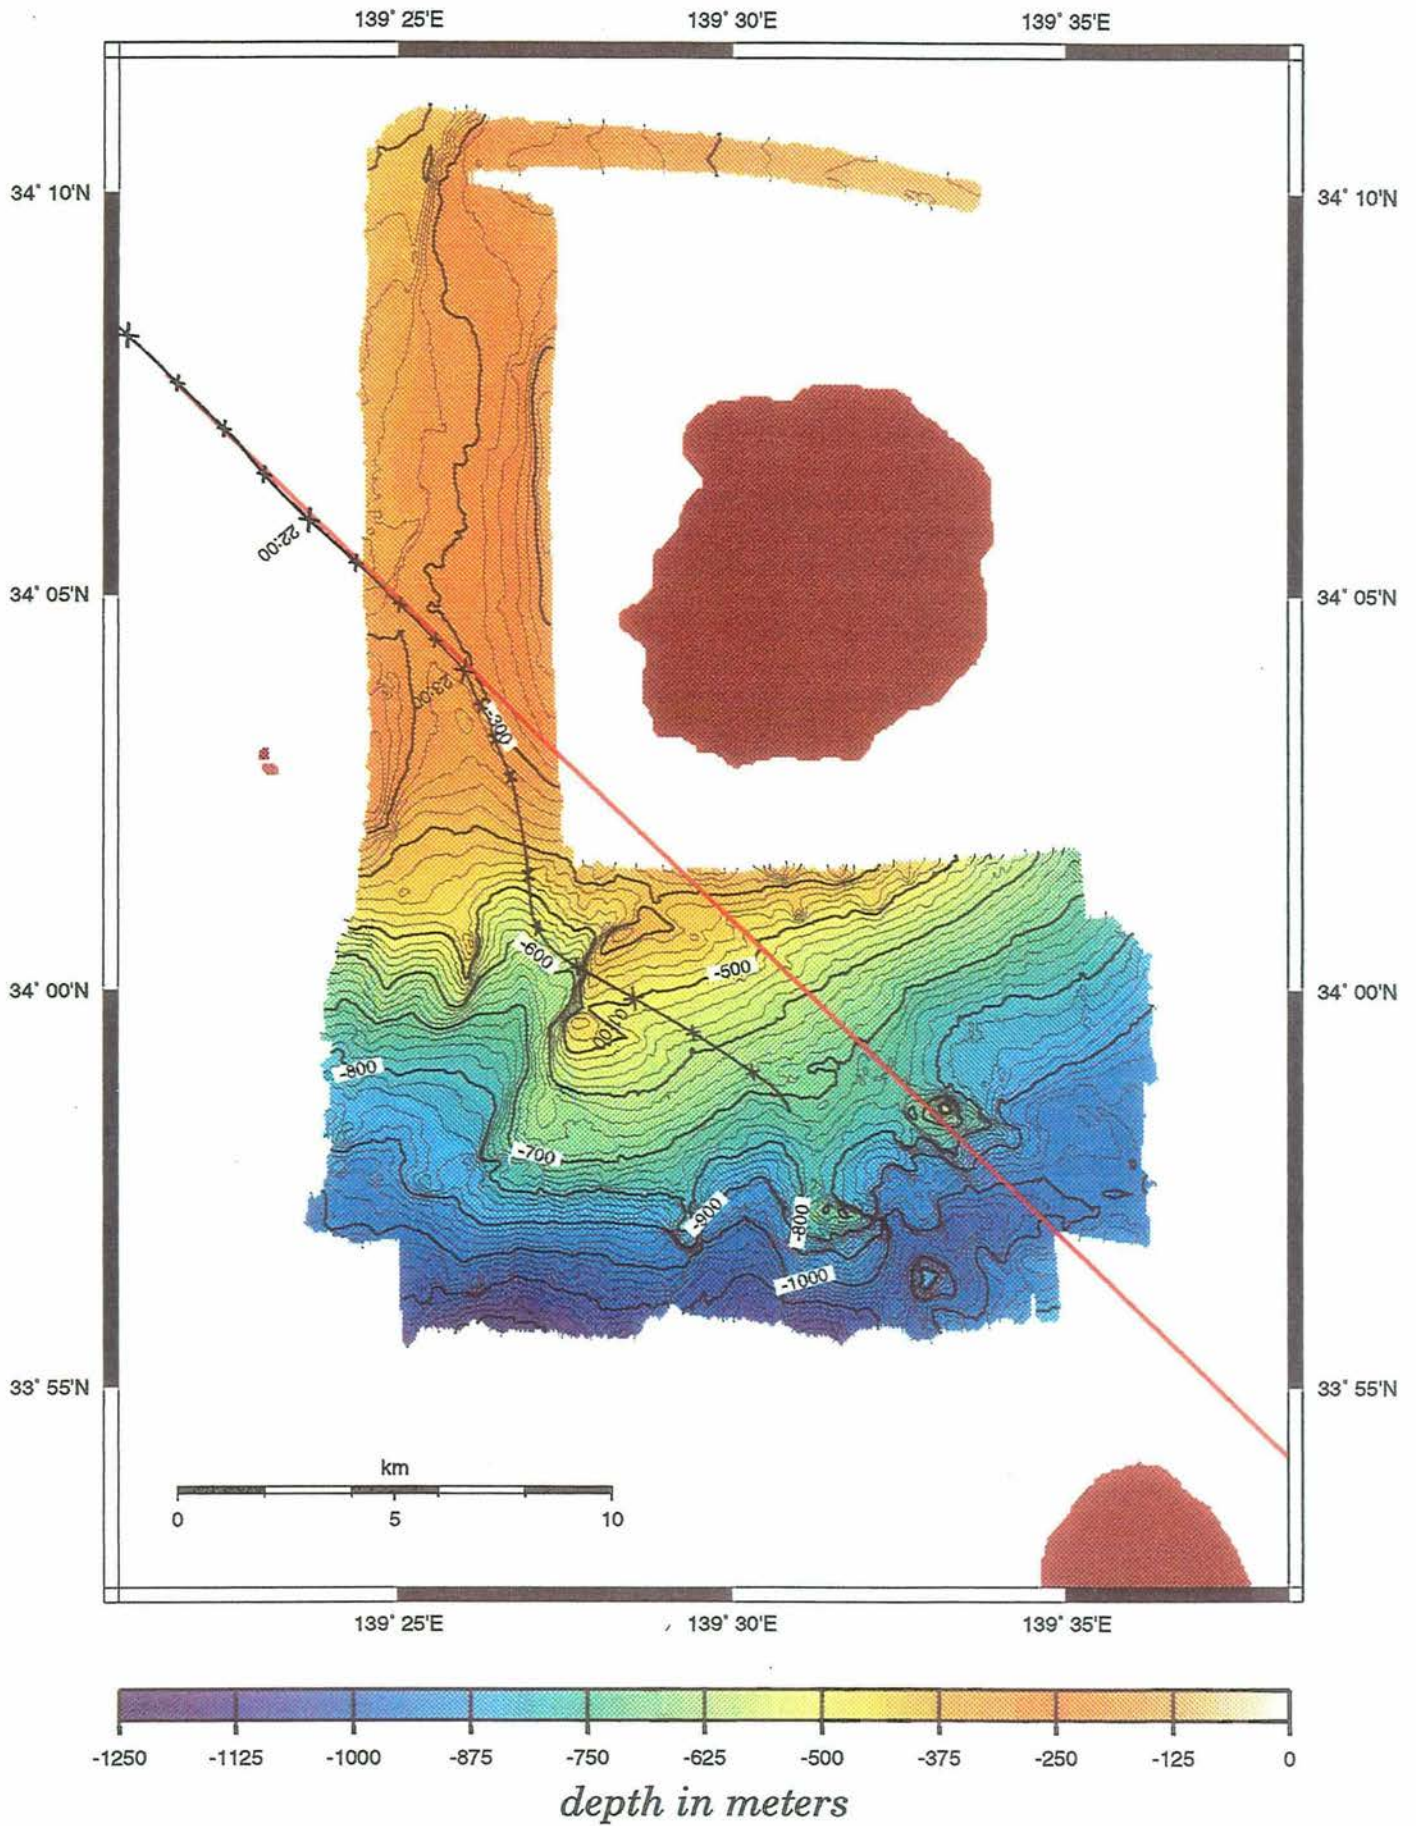 139° 25'E 139° 30'E 139° 35'E
34° 10'N 34° 10'N
22:00
34° 05'N 34° 05'N
23:00
-300
-600
-500
34° 00'N 34° 00'N
00:00
-800
-700
-900
-800
-1000
33° 55'N 33° 55'N
km
0 5 10
139° 25'E 139° 30'E 139° 35'E
-1250 -1125 -1000 -875 -750 -625 -500 -375 -250 -125 0
depth in meters